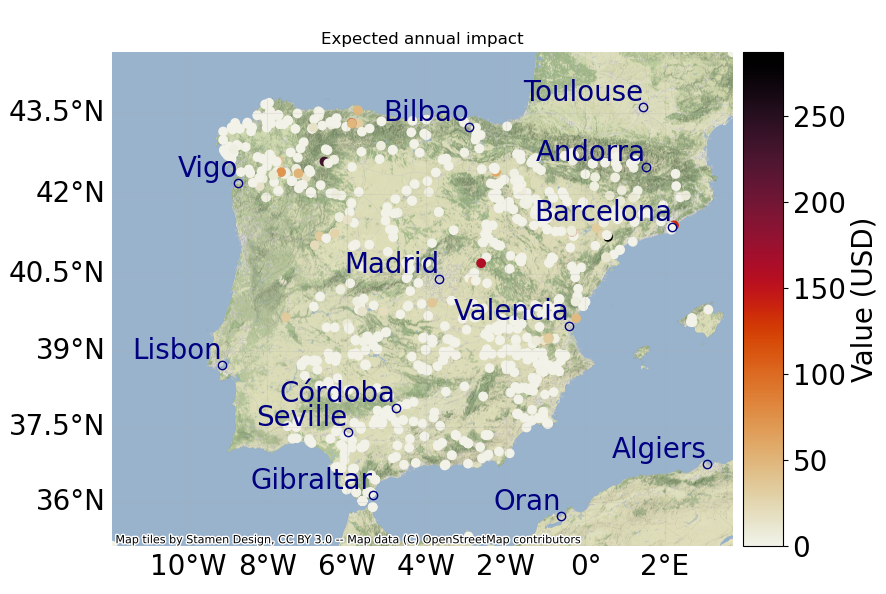 Expected annual impact
43.5°N
42°N
40.5°N
39°N
37.5°N
36°N
Toulouse
Bilbao
Andorra
Vigo
Barcelona
Madrid
Valencia
Lisbon
Córdoba
Seville
Algiers
Gibraltar
Oran
Map tiles by Stamen Design, CC BY 3.0 -- Map data (C) OpenStreetMap contributors
10°W 8°W 6°W 4°W 2°W 0° 2°E
250
200
150
100
50
0
Value (USD)